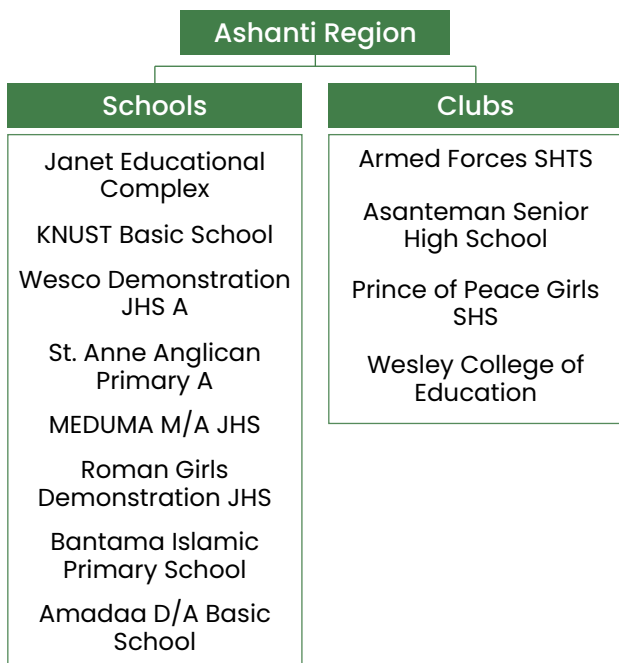 Ashanti Region
Schools
Janet Educational
Complex
KNUST Basic School
Wesco Demonstration
JHS A
St. Anne Anglican
Primary A
MEDUMA M/A JHS
Roman Girls
Demonstration JHS
Bantama Islamic
Primary School
Amadaa D/A Basic
School
Clubs
Armed Forces SHTS
Asanteman Senior
High School
Prince of Peace Girls
SHS
Wesley College of
Education